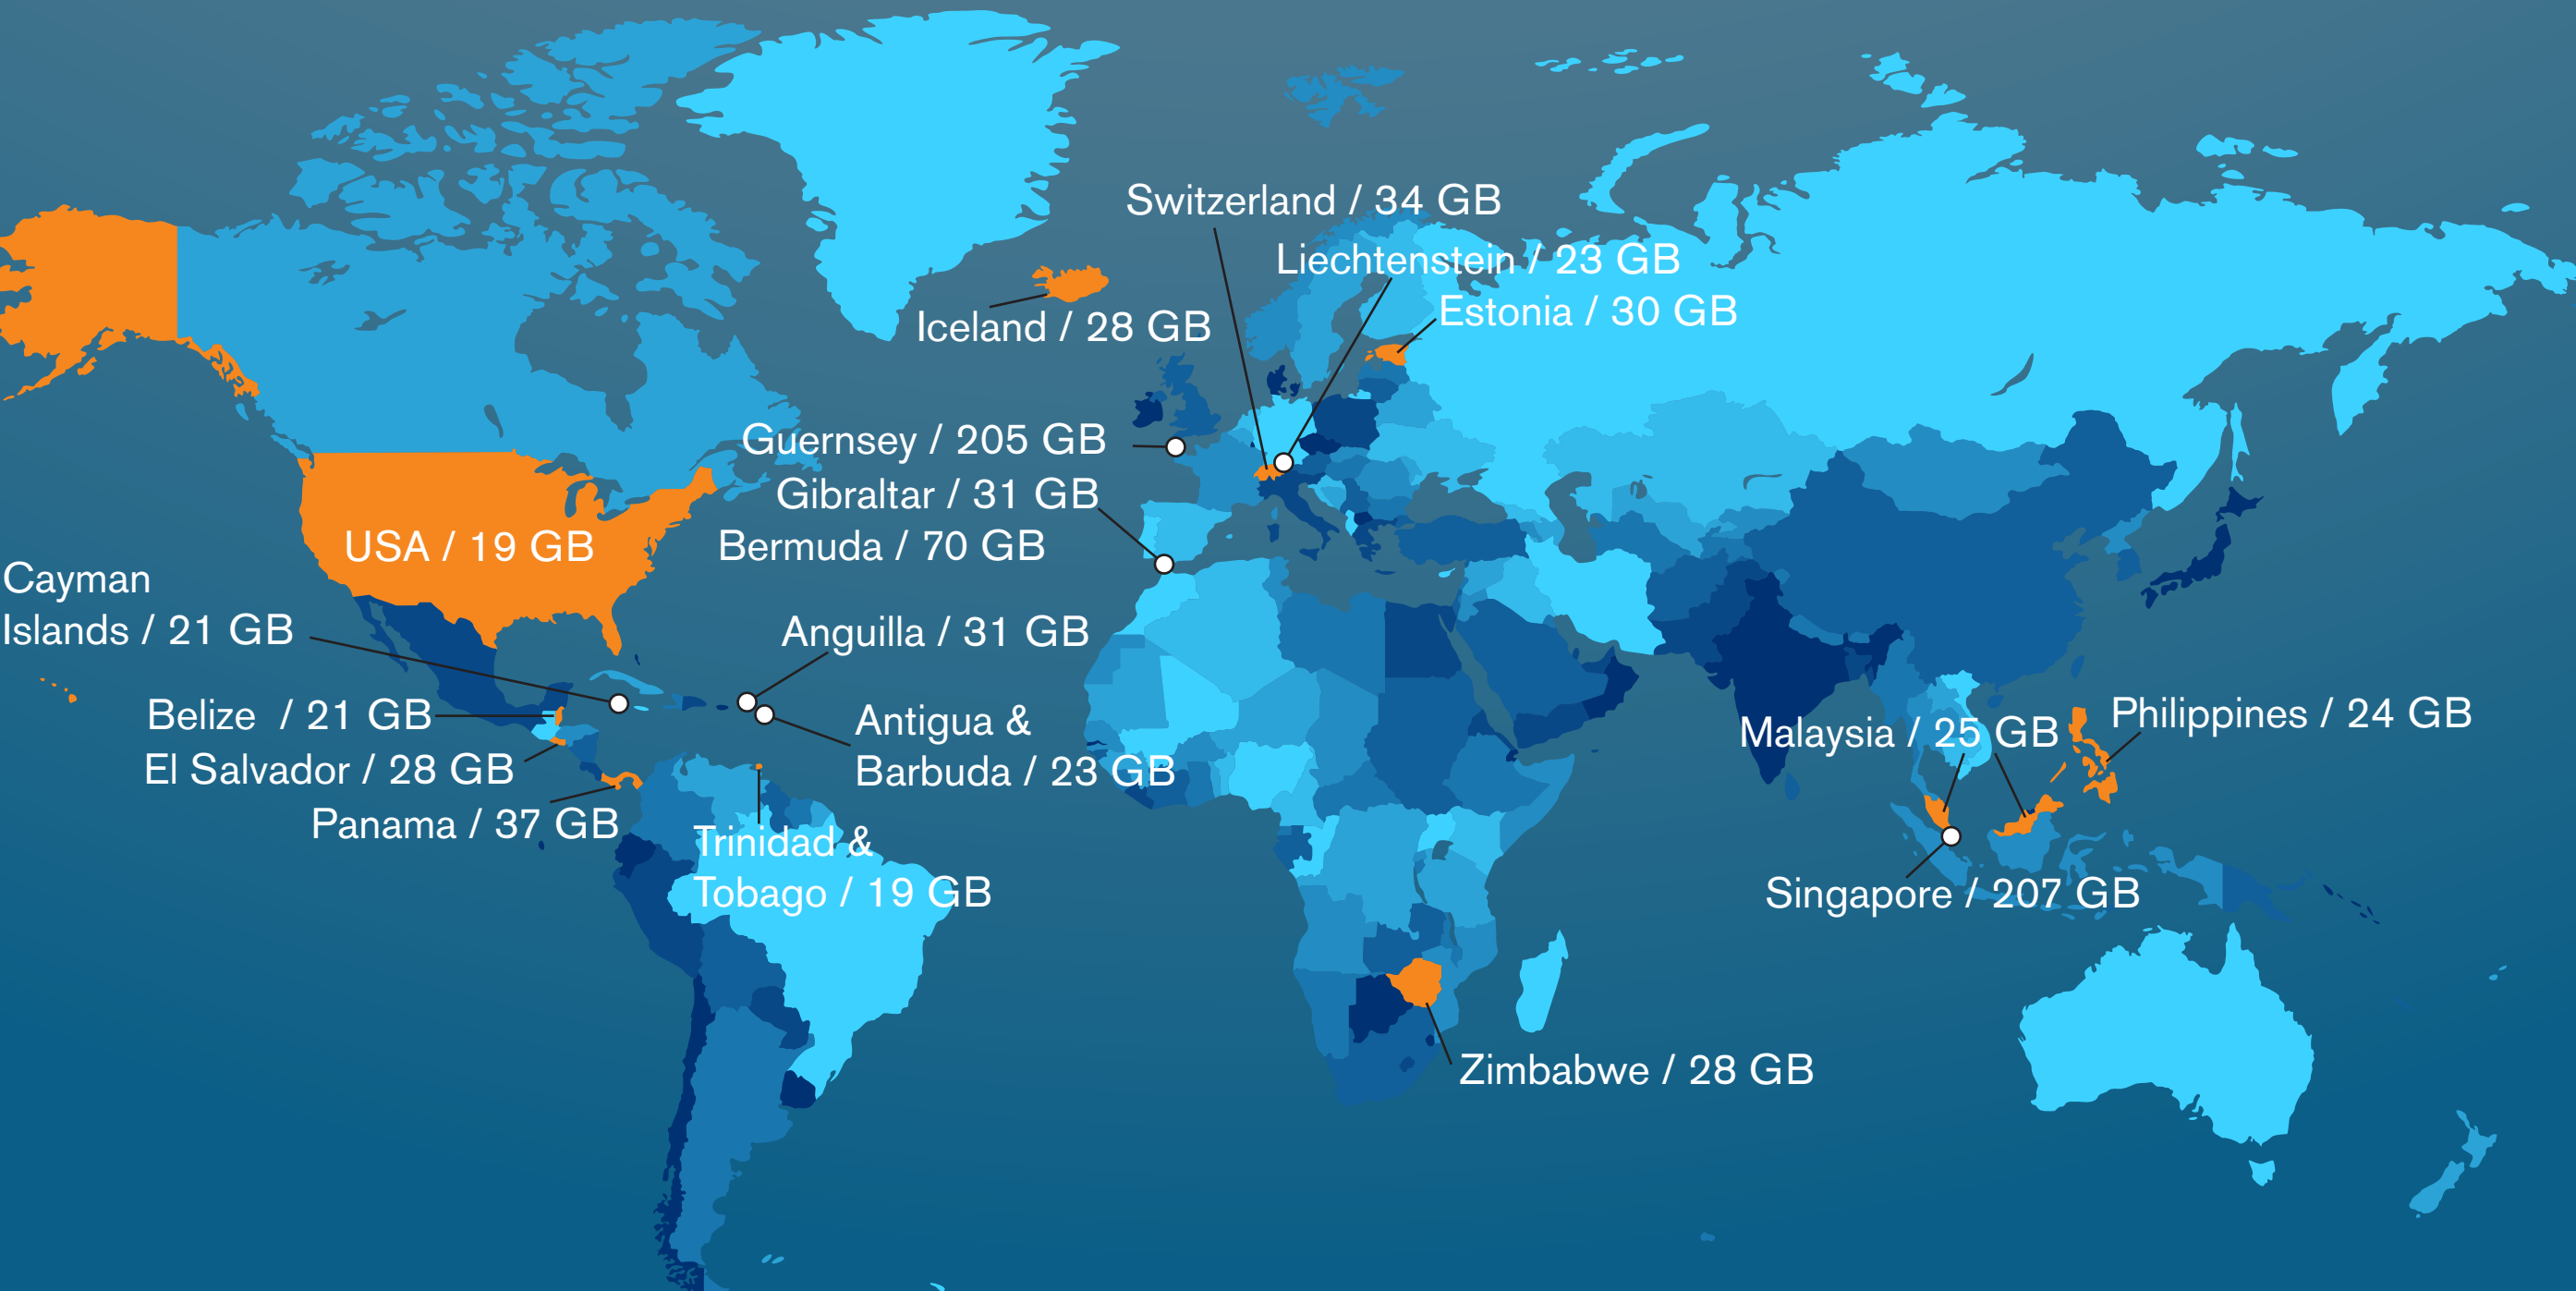 Switzerland / 34 GB
Liechtenstein / 23 GB
Estonia / 30 GB
Iceland / 28 GB
Guernsey / 205 GB
Gibraltar / 31 GB
Bermuda / 70 GB
USA / 19 GB
Cayman
Islands / 21 GB
Anguilla / 31 GB
Belize / 21 GB
El Salvador / 28 GB
Panama / 37 GB
Antigua &
Barbuda / 23 GB
Trinidad &
Tobago / 19 GB
Malaysia / 25 GB
Philippines / 24 GB
Singapore / 207 GB
Zimbabwe / 28 GB